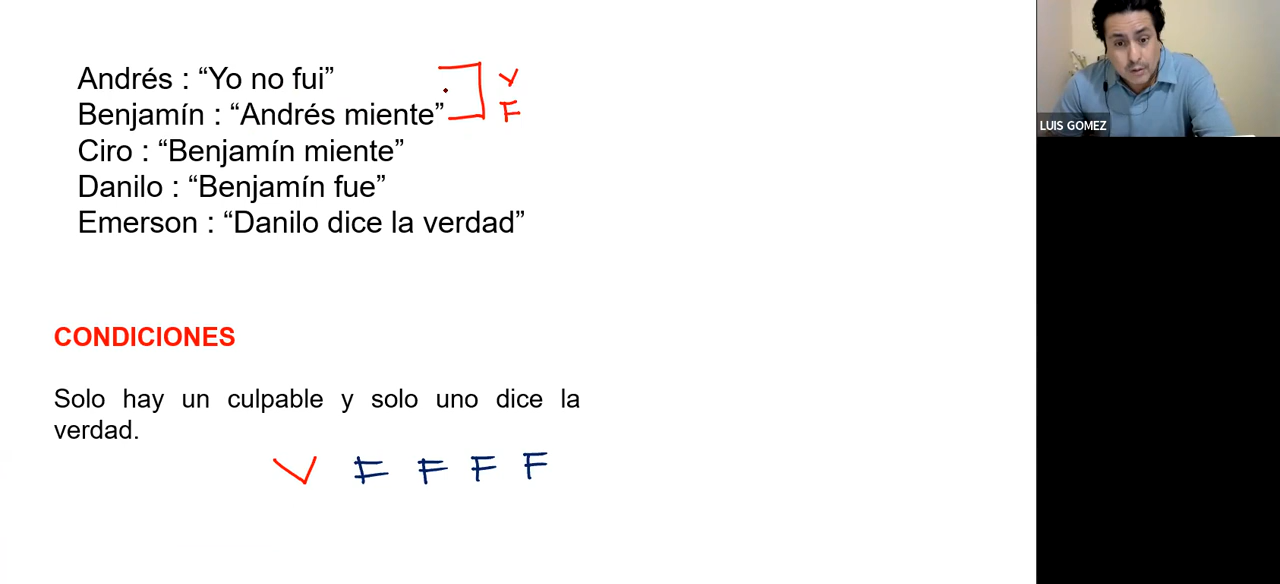 Andrés : “Yo no fui”
V
Benjamín : “Andrés miente”
F
Ciro : “Benjamín miente”
Danilo : “Benjamín fue”
Emerson : “Danilo dice la verdad”
CONDICIONES
Solo hay un culpable y solo uno dice la
verdad.
V F F F F
LUIS GOMEZ